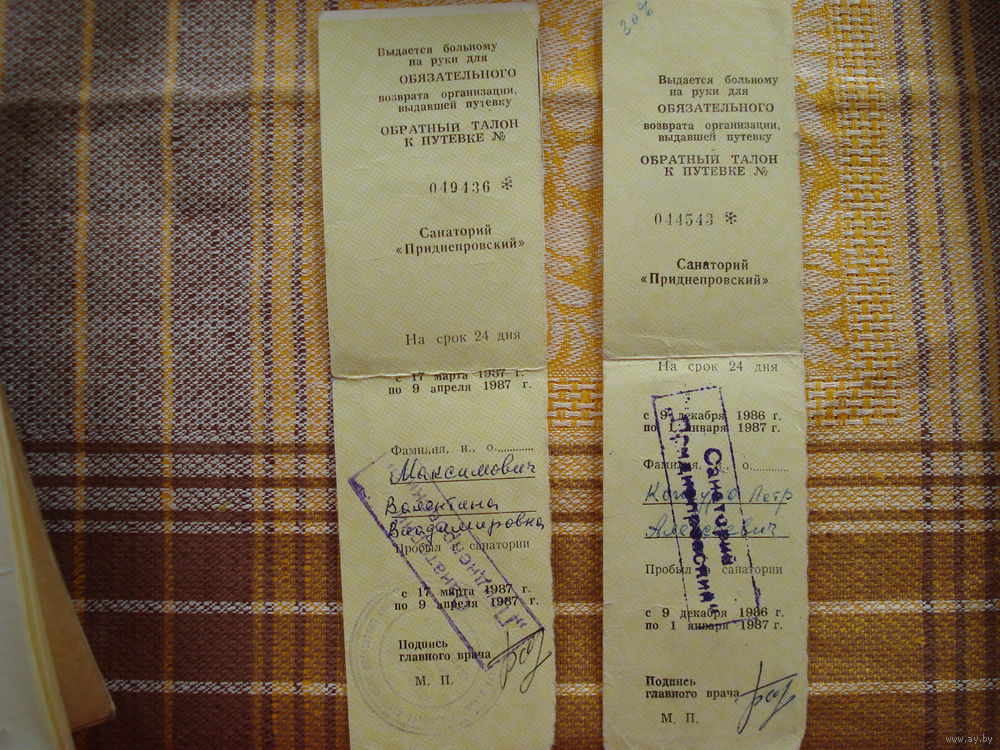 Выдается больному
на руки для
ОБЯЗАТЕЛЬНОГО
возврата организации,
выдавшей путевку
ОБРАТНЫЙ ТАЛОН
К ПУТЕВКЕ №
049436 *
Санаторий
«Приднепровский»
На срок 24 дня
с 17 марта 1987 г.
по 9 апреля 1987 г.
Фамилия, и., о...........
Максимович
Валентина
Владимировна
Пробыл в санатории
с 17 марта 1987 г.
по 9 апреля 1987 г.
Подпись
главного врача
М. П.
30%
Выдается больному
на руки для
ОБЯЗАТЕЛЬНОГО
возврата организации,
выдавшей путевку
ОБРАТНЫЙ ТАЛОН
К ПУТЕВКЕ №
044543 *
Санаторий
«Приднепровский»
На срок 24 дня
с 9 декабря 1986 г.
по 1 января 1987 г.
Фамилия, и., о...........
Петр
Алексеевич
Пробыл в санатории
с 9 декабря 1986 г.
по 1 января 1987 г.
Санаторий
"Приднепровский"
Подпись
главного врача
М. П.
www.ay.by